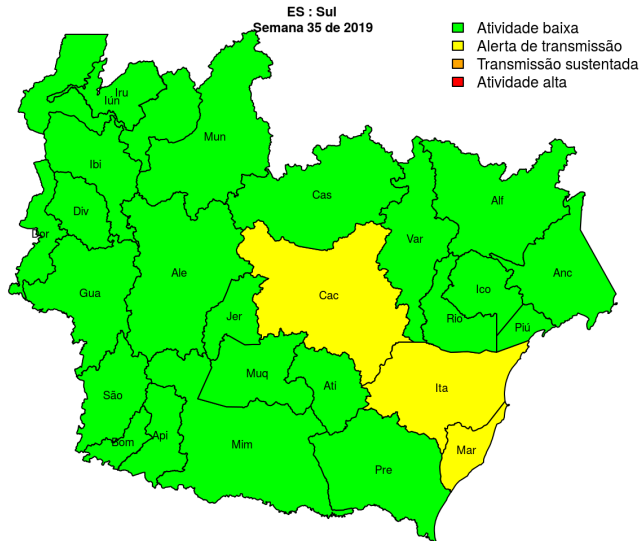 ES : Sul
Semana 35 de 2019
Atividade baixa
Alerta de transmissão
Transmissão sustentada
Atividade alta
Iru
Iún
Mun
Ibi
Cas
Alf
Div
Dor
Var
Ale
Anc
Gua
Cac
Ico
Jer
Rio
Piú
Muq
Ati
Ita
São
Bom
Api
Mim
Mar
Pre